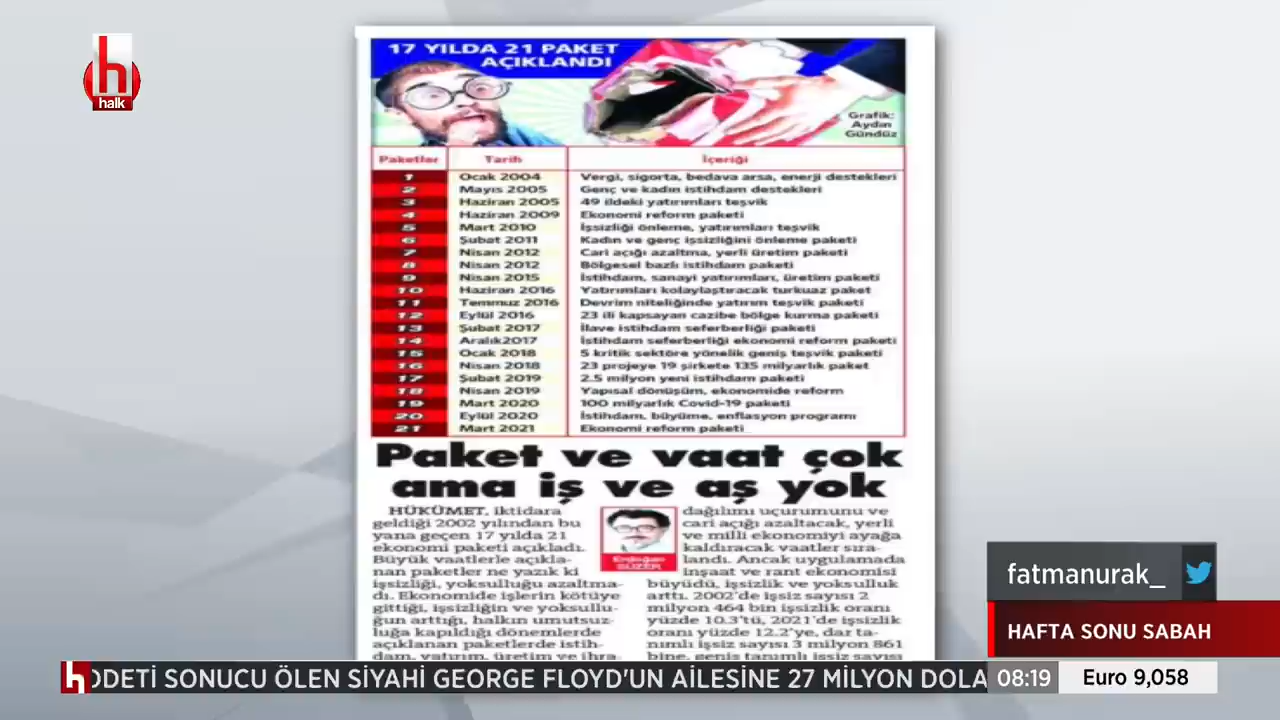 h
halk
17 YILDA 21 PAKET
AÇIKLANDI
Grafik:
Aydın
Gündüz
Paketler Tarih İçeriği
1 Ocak 2004 Vergi, sigorta, bedava arsa, enerji destekleri
2 Mayıs 2005 Genç ve kadın istihdam destekleri
3 Haziran 2005 49 ildeki yatırımları teşvik
4 Haziran 2009 Ekonomi reform paketi
5 Mart 2010 İşsizliği önleme, yatırımları teşvik
6 Şubat 2011 Kadın ve genç işsizliğini önleme paketi
7 Nisan 2012 Cari açığı azaltma, yerli üretim paketi
8 Nisan 2012 Bölgesel bazlı istihdam paketi
9 Nisan 2015 İstihdam, sanayi yatırımları, üretim paketi
10 Haziran 2016 Yatırımları kolaylaştıracak turkuaz paket
11 Temmuz 2016 Devrim niteliğinde yatırım teşvik paketi
12 Eylül 2016 23 ili kapsayan cazibe bölge kurma paketi
13 Şubat 2017 İlave istihdam seferberliği paketi
14 Aralık2017 İstihdam seferberliği ekonomi reform paketi
15 Ocak 2018 5 kritik sektöre yönelik geniş teşvik paketi
16 Nisan 2018 23 projeye 19 şirkete 135 milyarlık paket
17 Şubat 2019 2.5 milyon yeni istihdam paketi
18 Nisan 2019 Yapısal dönüşüm, ekonomide reform
19 Mart 2020 100 milyarlık Covid-19 paketi
20 Eylül 2020 İstihdam, büyüme, enflasyon programı
21 Mart 2021 Ekonomi reform paketi
Paket ve vaat çok
ama iş ve aş yok
HÜKÜMET, iktidara
geldiği 2002 yılından bu
yana geçen 17 yılda 21
ekonomi paketi açıkladı.
Büyük vaatlerle açıkla-
nan paketler ne yazık ki
işsizliği, yoksulluğu azaltma-
dı. Ekonomide işlerin kötüye
gittiği, işsizliğin ve yoksullu-
ğun arttığı, halkın umutsuz-
luğa kapıldığı dönemlerde
açıklanan paketlerde istih-
dam, yatırım, üretim ve ihra-
Erdoğan
SÜZER
dağılımı uçurumunu ve
cari açığı azaltacak, yerli
ve milli ekonomiyi ayağa
kaldıracak vaatler sıra-
landı. Ancak uygulamada
inşaat ve rant ekonomisi
büyüdü, işsizlik ve yoksulluk
arttı. 2002'de işsiz sayısı 2
milyon 464 bin işsizlik oranı
yüzde 10.3'tü, 2021'de işsizlik
oranı yüzde 12.2'ye, dar ta-
nımlı işsiz sayısı 3 milyon 861
bine, geniş tanımlı işsiz sayısı
fatmanurak_
HAFTA SONU SABAH
h ODETİ SONUCU ÖLEN SİYAHİ GEORGE FLOYD'UN AİLESİNE 27 MİLYON DOLA 08:19 Euro 9,058